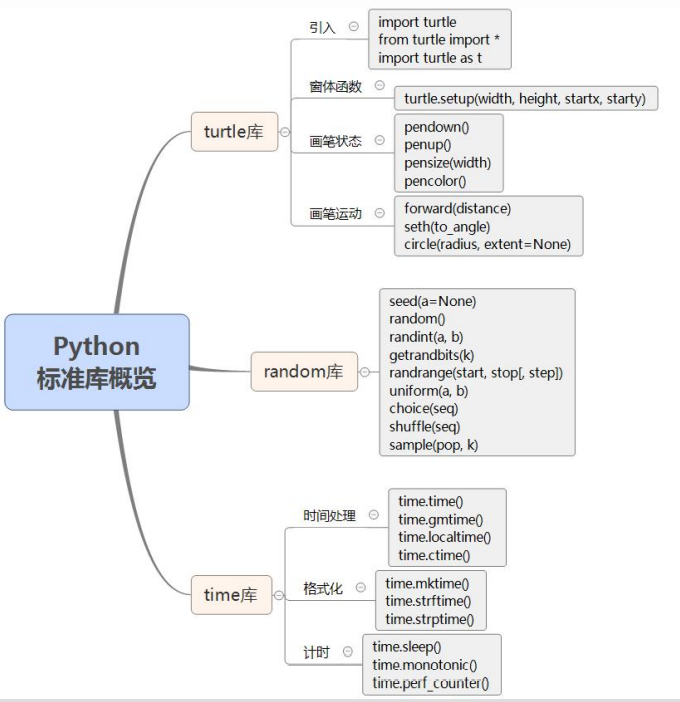 Python
标准库概览
turtle库
引入
import turtle
from turtle import *
import turtle as t
窗体函数
turtle.setup(width, height, startx, starty)
画笔状态
pendown()
penup()
pensize(width)
pencolor()
画笔运动
forward(distance)
seth(to_angle)
circle(radius, extent=None)
random库
seed(a=None)
random()
randint(a, b)
getrandbits(k)
randrange(start, stop[, step])
uniform(a, b)
choice(seq)
shuffle(seq)
sample(pop, k)
time库
时间处理
time.time()
time.gmtime()
time.localtime()
time.ctime()
格式化
time.mktime()
time.strftime()
time.strptime()
计时
time.sleep()
time.monotonic()
time.perf_counter()